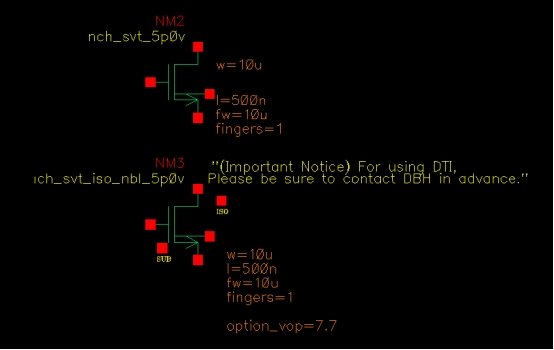 NM2
nch_svt_5p0v
w=10u
l=500n
fw=10u
fingers=1
NM3
ich_svt_iso_nbl_5p0v
"(Important Notice) For using DTI,
Please be sure to contact DBH in advance."
ISO
SUB
w=10u
l=500n
fw=10u
fingers=1
option_vop=7.7